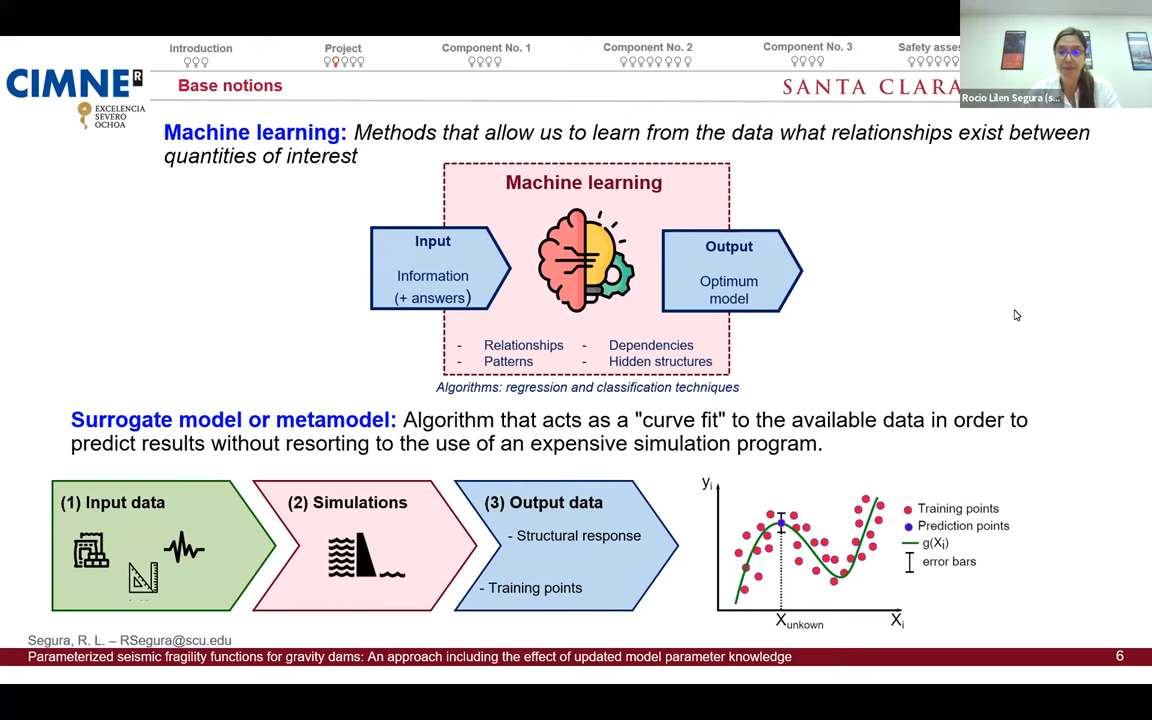 Introduction
Project
Component No. 1
Component No. 2
Component No. 3
Safety asses
CIMNE R
EXCELENCIA
SEVERO
OCHOA
Base notions
SANTA CLARA
Rocio Lilen Segura (s...
Machine learning: Methods that allow us to learn from the data what relationships exist between
quantities of interest
Machine learning
Input
Information
(+ answers)
Output
Optimum
model
- Relationships - Dependencies
- Patterns - Hidden structures
Algorithms: regression and classification techniques
Surrogate model or metamodel: Algorithm that acts as a "curve fit" to the available data in order to
predict results without resorting to the use of an expensive simulation program.
(1) Input data
(2) Simulations
(3) Output data
- Structural response
- Training points
yi
Training points
Prediction points
g(Xi)
error bars
Xunkown
Xi
Segura, R. L. – RSegura@scu.edu
Parameterized seismic fragility functions for gravity dams: An approach including the effect of updated model parameter knowledge
6